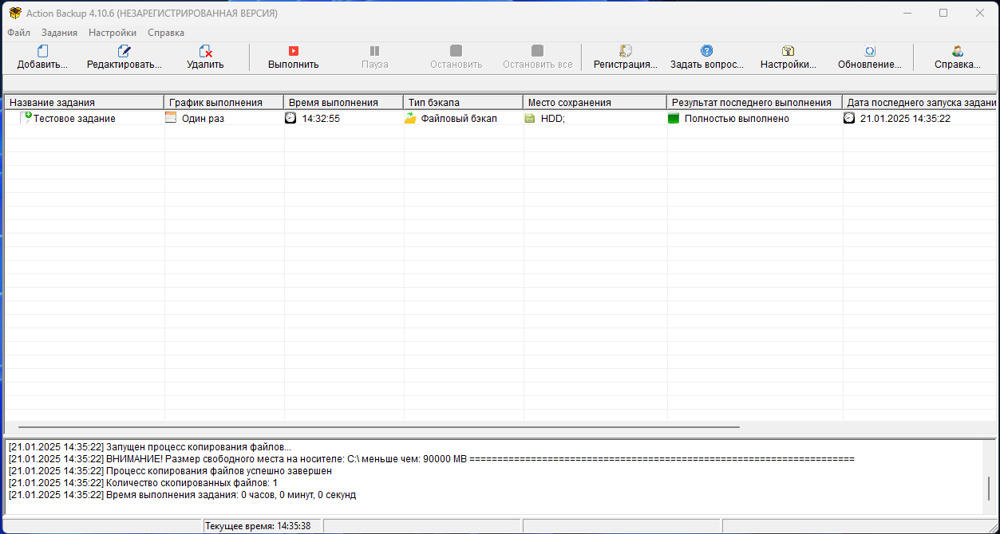 Action Backup 4.10.6 (НЕЗАРЕГИСТРИРОВАННАЯ ВЕРСИЯ)
Файл Задания Настройки Справка
Добавить... Редактировать... Удалить Выполнить Пауза Остановить Остановить все Регистрация... Задать вопрос... Настройки... Обновление... Справка...
Название задания График выполнения Время выполнения Тип бэкапа Место сохранения Результат последнего выполнения Дата последнего запуска задани
Тестовое задание Один раз 14:32:55 Файловый бэкап HDD; Полностью выполнено 21.01.2025 14:35:22
[21.01.2025 14:35:22] Запущен процесс копирования файлов...
[21.01.2025 14:35:22] ВНИМАНИЕ! Размер свободного места на носителе: C:\ меньше чем: 90000 MB =====================================================================
[21.01.2025 14:35:22] Процесс копирования файлов успешно завершен
[21.01.2025 14:35:22] Количество скопированных файлов: 1
[21.01.2025 14:35:22] Время выполнения задания: 0 часов, 0 минут, 0 секунд
Текущее время: 14:35:38